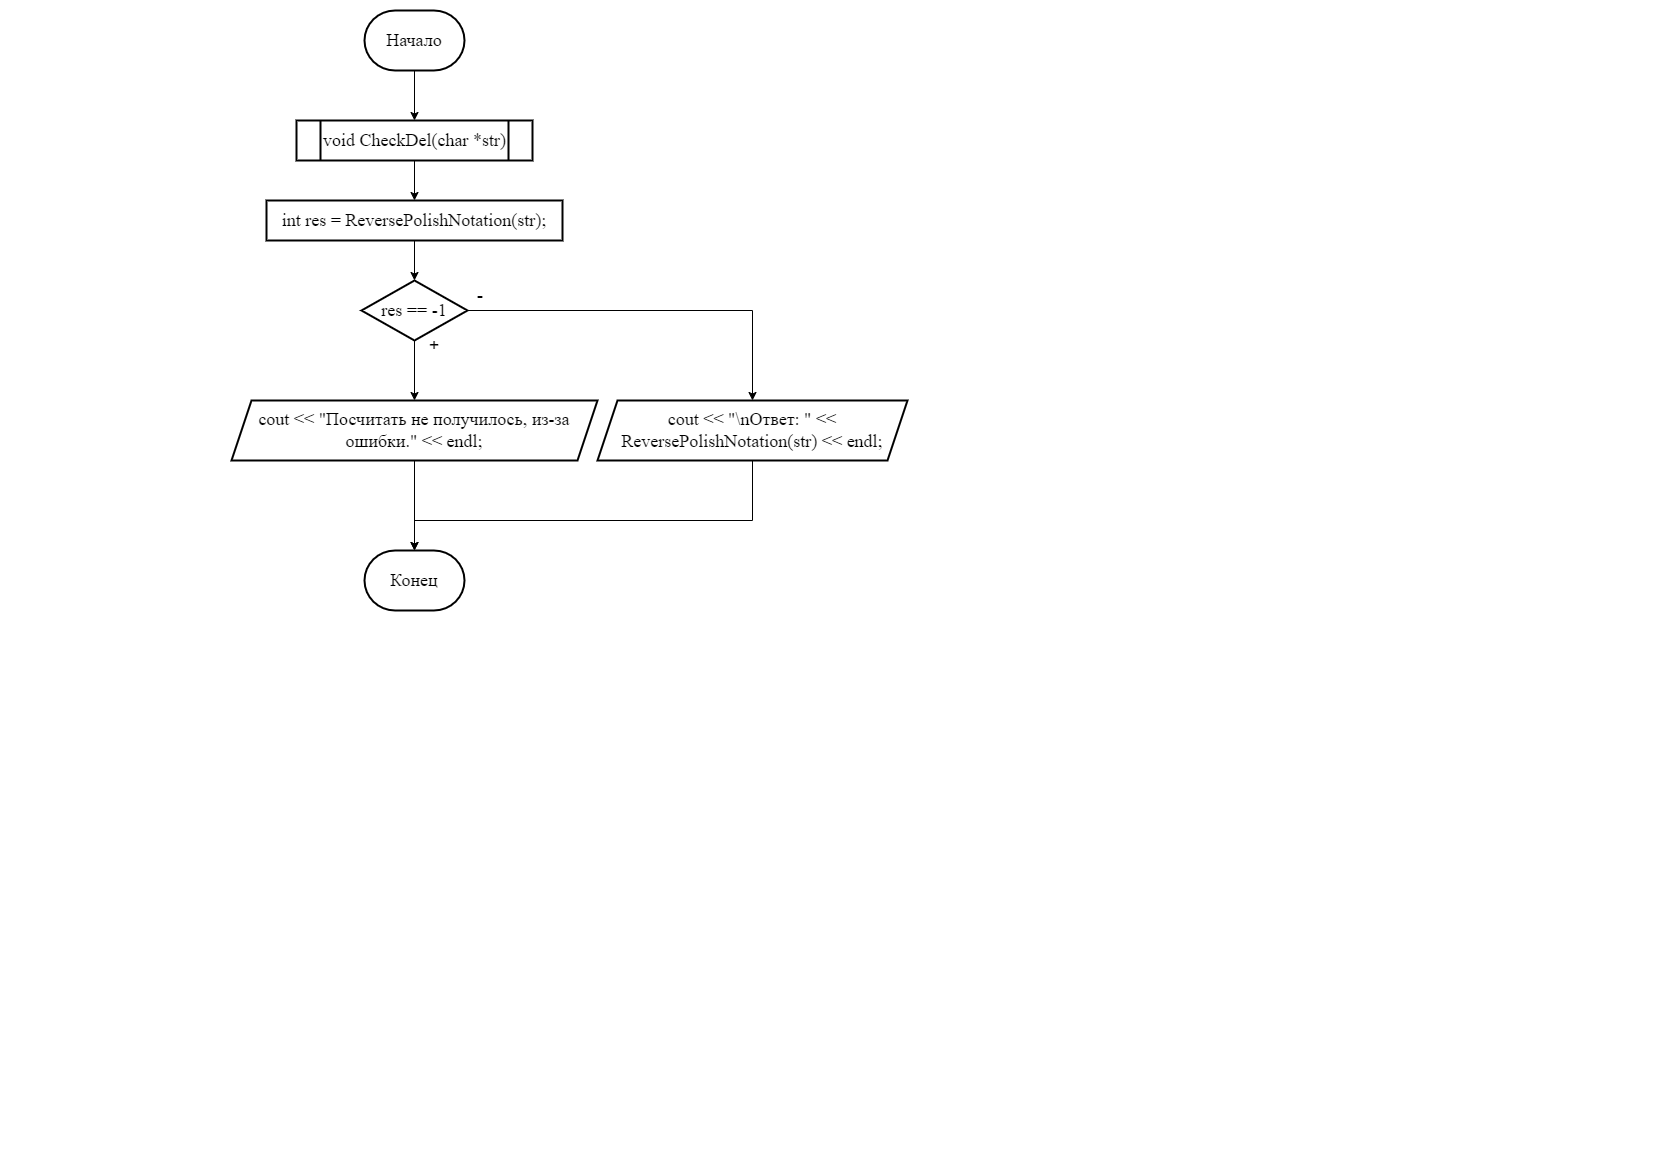 Начало
void CheckDel(char *str)
int res = ReversePolishNotation(str);
res == -1
-
+
cout << "Посчитать не получилось, из-за
ошибки." << endl;
cout << "\nОтвет: " <<
ReversePolishNotation(str) << endl;
Конец